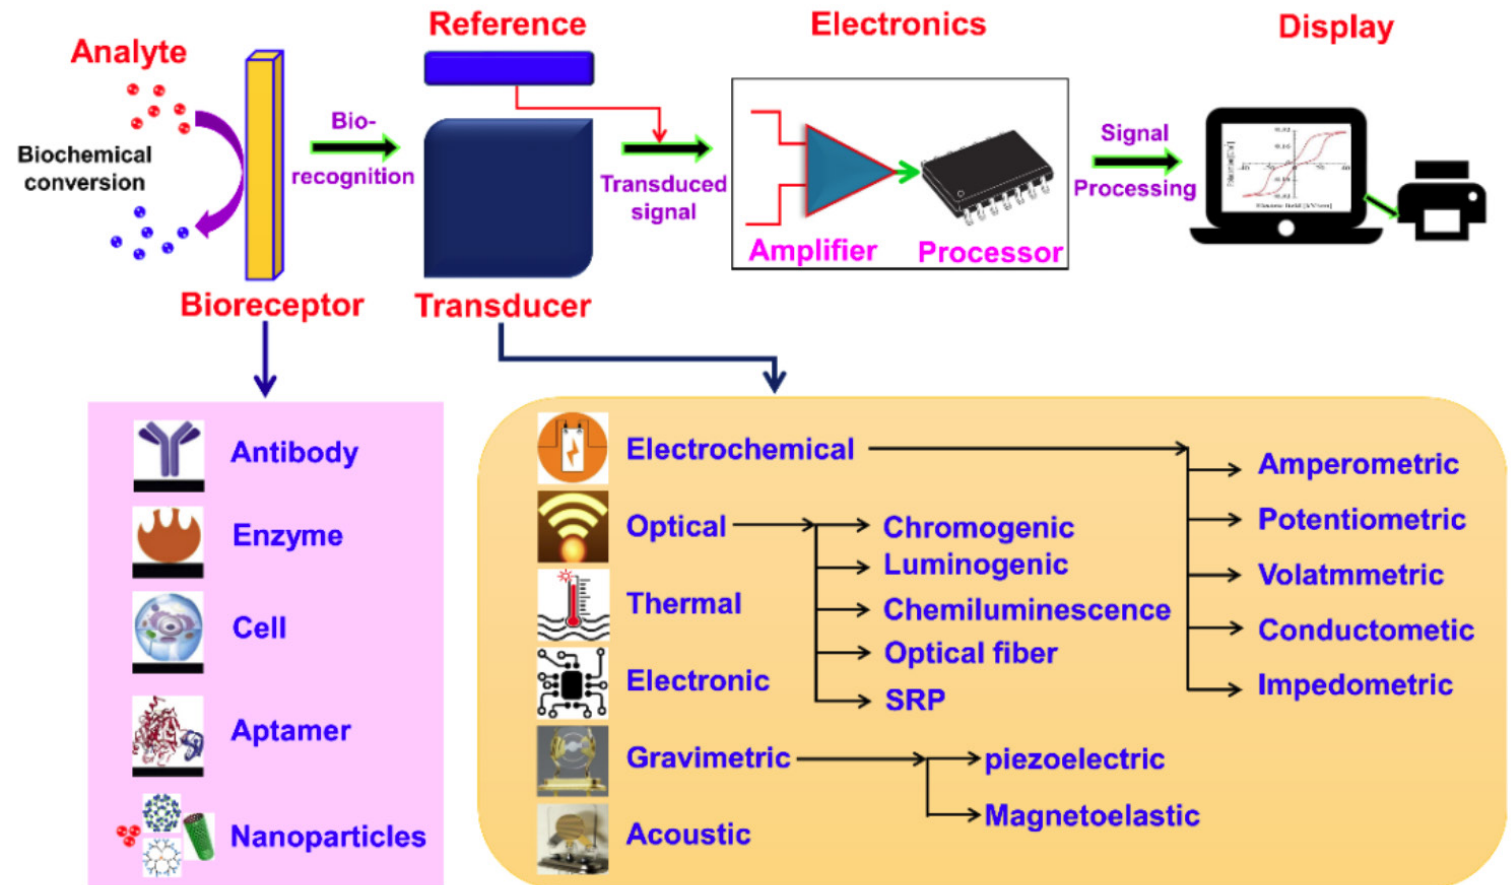 Analyte
Reference
Electronics
Display
Biochemical
conversion
Bio-
recognition
Transduced
signal
Amplifier
Processor
Signal
Processing
Bioreceptor
Transducer
Antibody
Enzyme
Cell
Aptamer
Nanoparticles
Electrochemical
Amperometric
Potentiometric
Volatmmetric
Conductometic
Impedometric
Optical
Chromogenic
Luminogenic
Chemiluminescence
Optical fiber
SRP
Thermal
Electronic
Gravimetric
piezoelectric
Magnetoelastic
Acoustic